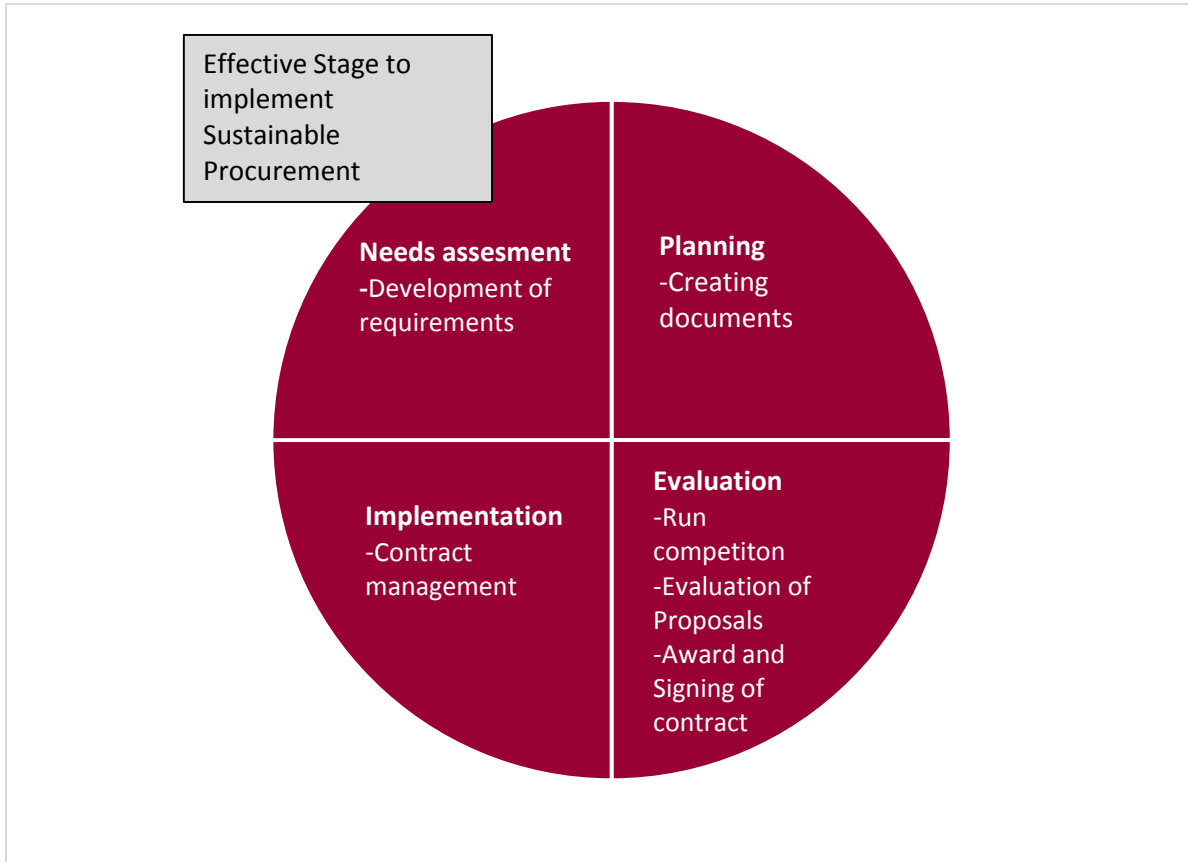 Effective Stage to
implement
Sustainable
Procurement
Needs assesment
-Development of
requirements
Planning
-Creating
documents
Implementation
-Contract
management
Evaluation
-Run
competiton
-Evaluation of
Proposals
-Award and
Signing of
contract